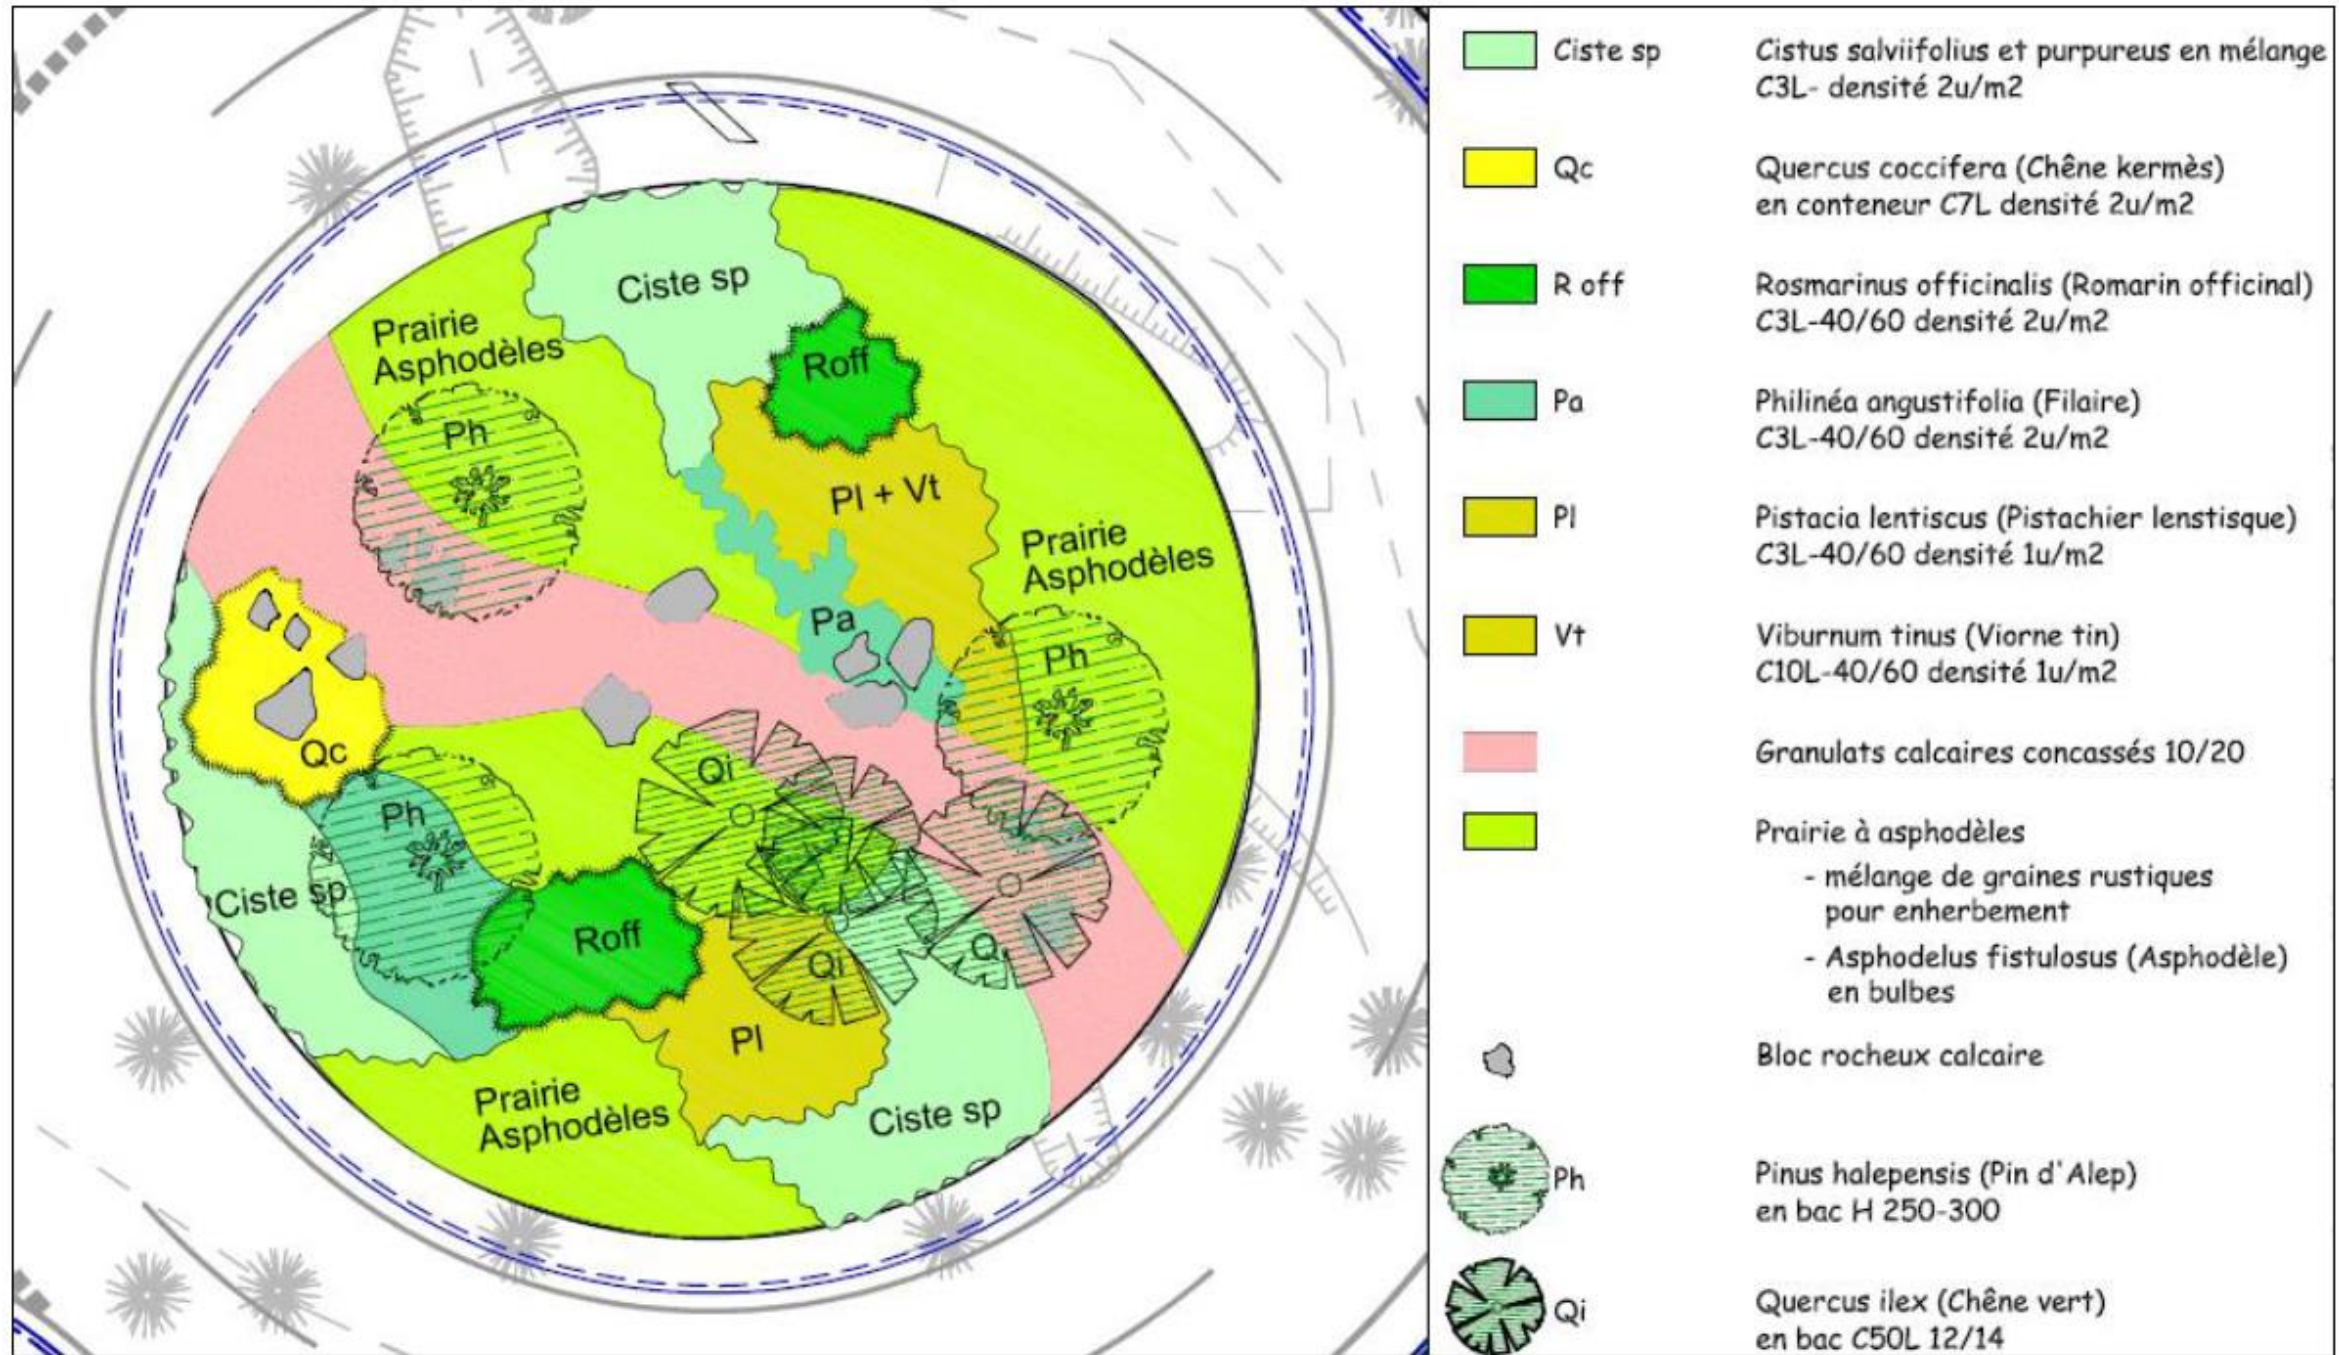 Ciste sp
Prairie
Asphodèles
Roff
Ph
Pl + Vt
Prairie
Asphodèles
Pa
Ph
Qc
Qi
Ph
Ciste sp
Roff
Qi
Q
Pl
Prairie
Asphodèles
Ciste sp
Ciste sp
Cistus salviifolius et purpureus en mélange
C3L- densité 2u/m2
Qc
Quercus coccifera (Chêne kermès)
en conteneur C7L densité 2u/m2
R off
Rosmarinus officinalis (Romarin officinal)
C3L-40/60 densité 2u/m2
Pa
Philinéa angustifolia (Filaire)
C3L-40/60 densité 2u/m2
Pl
Pistacia lentiscus (Pistachier lenstisque)
C3L-40/60 densité 1u/m2
Vt
Viburnum tinus (Viorne tin)
C10L-40/60 densité 1u/m2
Granulats calcaires concassés 10/20
Prairie à asphodèles
- mélange de graines rustiques
pour enherbement
- Asphodelus fistulosus (Asphodèle)
en bulbes
Bloc rocheux calcaire
Ph
Pinus halepensis (Pin d'Alep)
en bac H 250-300
Qi
Quercus ilex (Chêne vert)
en bac C50L 12/14